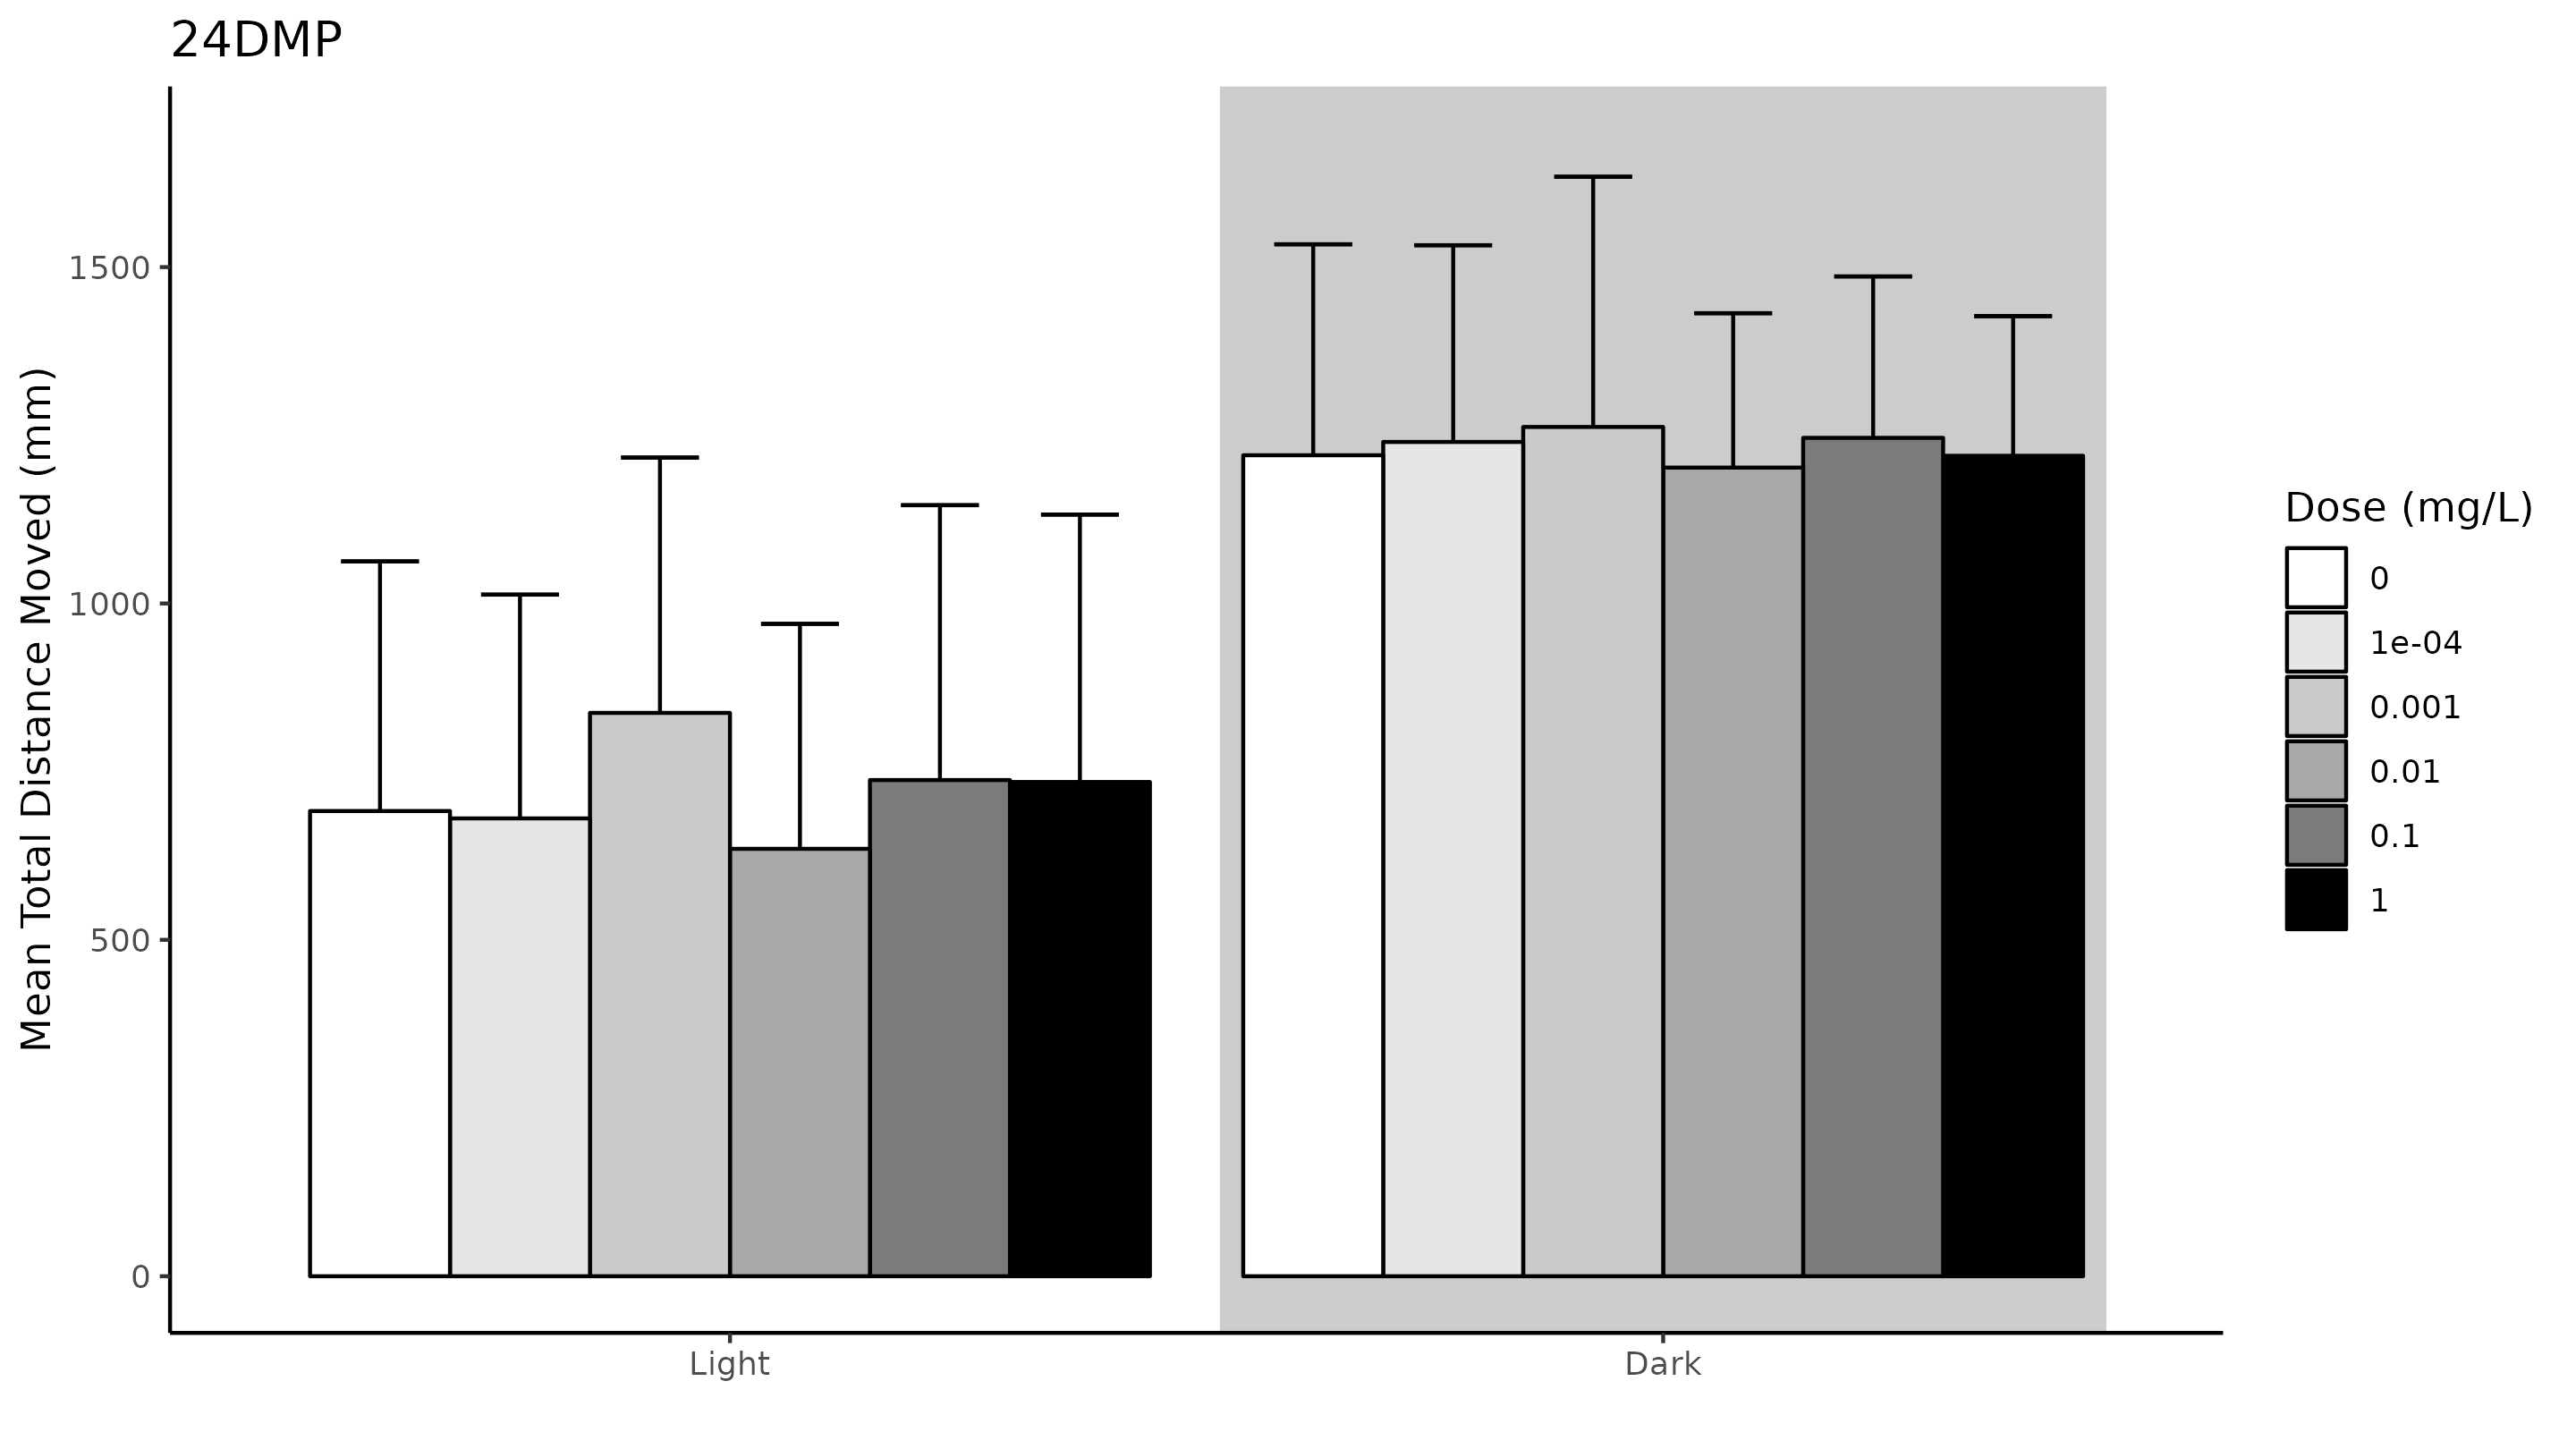 24DMP
Mean Total Distance Moved (mm)
1500
1000
500
0
Light
Dark
Dose (mg/L)
0
1e-04
0.001
0.01
0.1
1